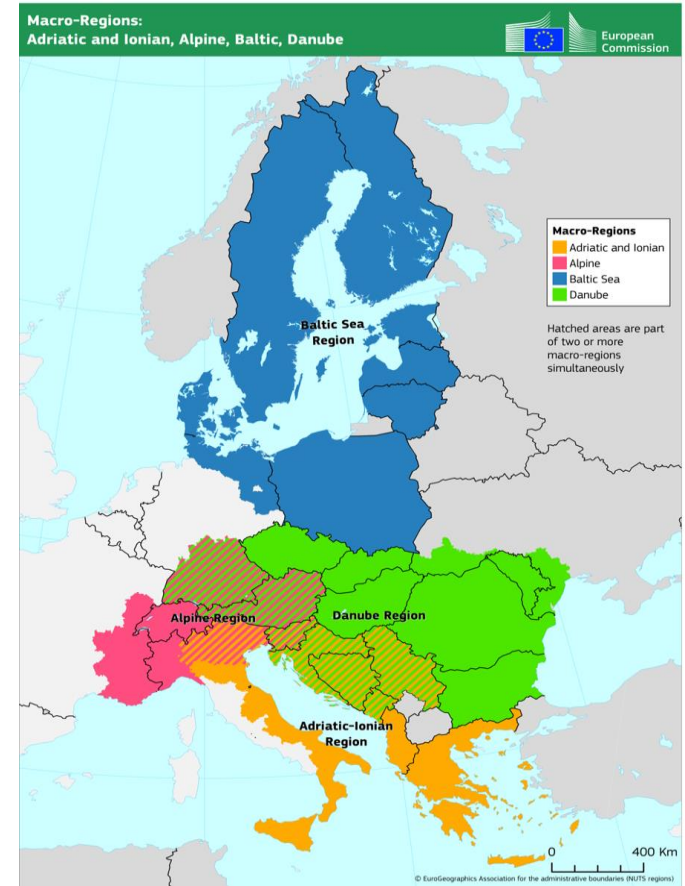 Macro-Regions:
Adriatic and Ionian, Alpine, Baltic, Danube
European
Commission
Macro-Regions
Adriatic and Ionian
Alpine
Baltic Sea
Danube
Hatched areas are part
of two or more
macro-regions
simultaneously
Baltic Sea
Region
Alpine Region
Danube Region
Adriatic-Ionian
Region
0
400 Km
© EuroGeographics Association for the administrative boundaries (NUTS regions)